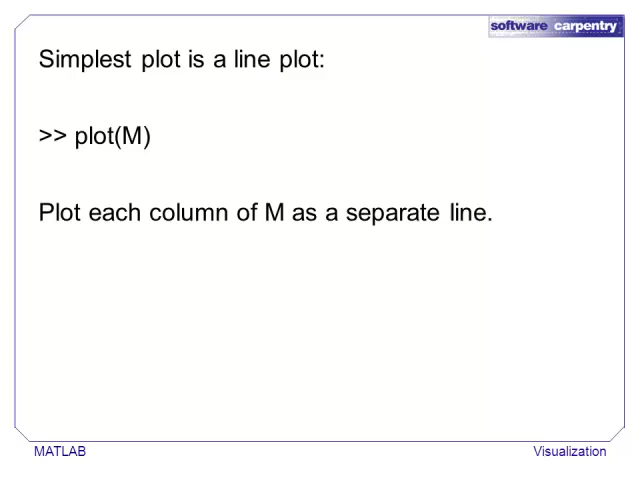 software carpentry
Simplest plot is a line plot:
>> plot(M)
Plot each column of M as a separate line.
MATLAB
Visualization